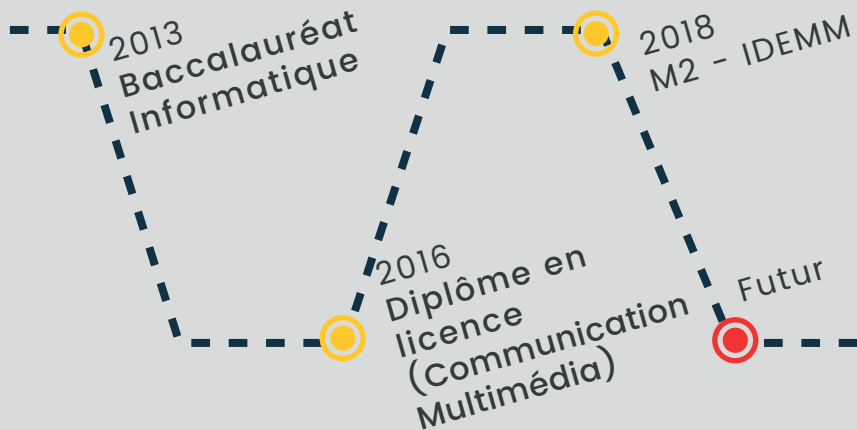 2013
Baccalauréat
Informatique
2016
Diplôme en
licence
(Communication
Multimédia)
2018
M2 - IDEMM
Futur